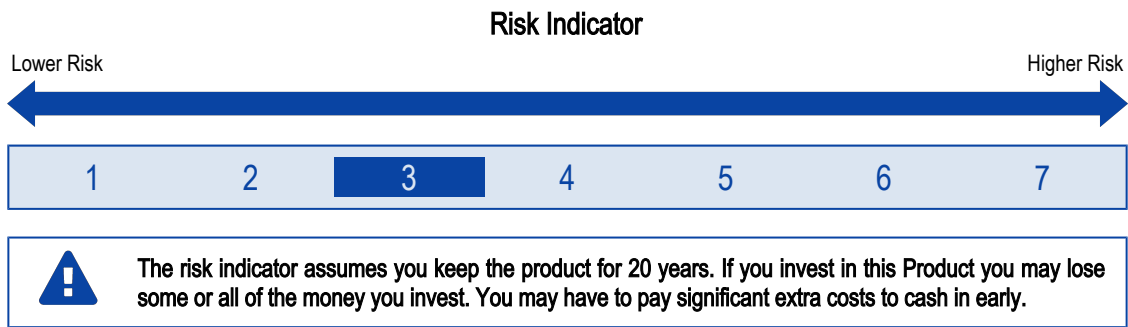 Risk Indicator
Lower Risk Higher Risk
1 2 3 4 5 6 7
The risk indicator assumes you keep the product for 20 years. If you invest in this Product you may lose
some or all of the money you invest. You may have to pay significant extra costs to cash in early.